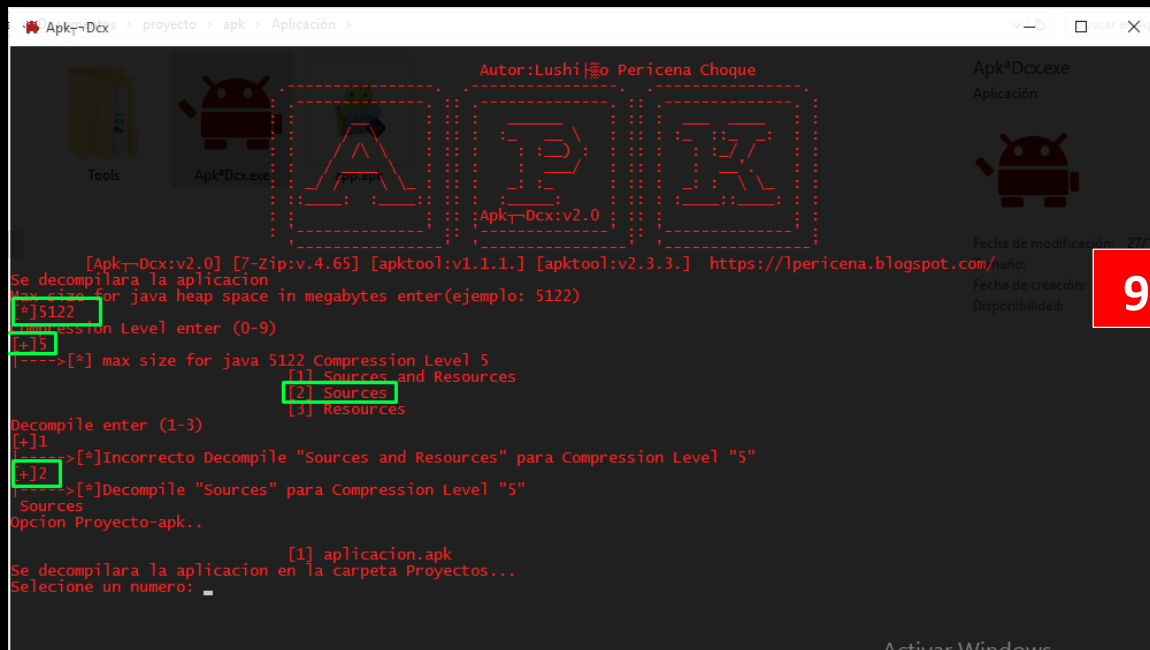 Documentos > proyecto > apk > Aplicación >
Apk┬¬Dcx
Autor:Lushi├▒o Pericena Choque
ApkªDcx.exe
Aplicación
Tools
ApkªDcx.exe
app.apk
Apk┬¬Dcx:v2.0
Fecha de modificación: 27/
[Apk┬¬Dcx:v2.0] [7-Zip:v.4.65] [apktool:v1.1.1.] [apktool:v2.3.3.] https://lpericena.blogspot.com/
Tamaño:
Fecha de creación:
Disponibilidad:
9
Se decompilara la aplicacion
Max size for java heap space in megabytes enter(ejemplo: 5122)
[*]5122
Compression Level enter (0-9)
[+]5
|---->[*] max size for java 5122 Compression Level 5
[1] Sources and Resources
[2] Sources
[3] Resources
Decompile enter (1-3)
[+]1
|----->[*]Incorrecto Decompile "Sources and Resources" para Compression Level "5"
[+]2
|----->[*]Decompile "Sources" para Compression Level "5"
Sources
Opcion Proyecto-apk..
[1] aplicacion.apk
Se decompilara la aplicacion en la carpeta Proyectos...
Selecione un numero:
Activar Windows